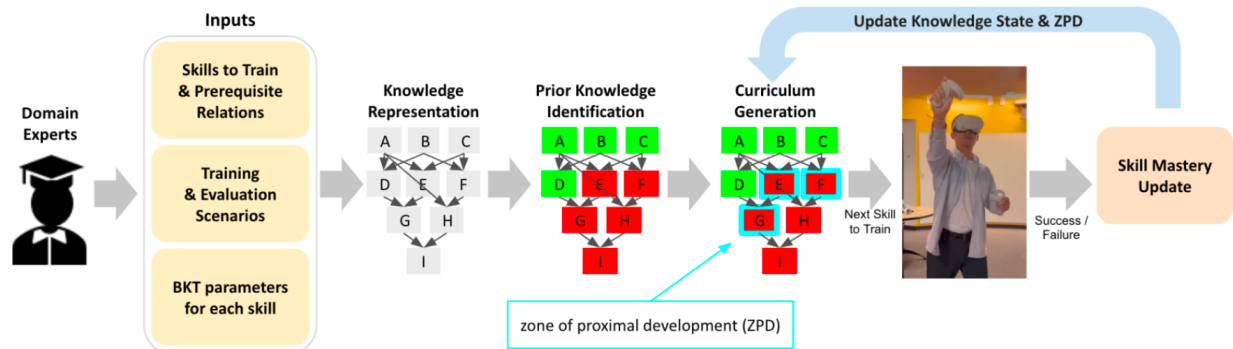 Inputs
Update Knowledge State & ZPD
Domain
Experts
Skills to Train
& Prerequisite
Relations
Training
& Evaluation
Scenarios
BKT parameters
for each skill
Knowledge
Representation
A B C
D E F
G H
I
Prior Knowledge
Identification
A B C
D E F
G H
I
Curriculum
Generation
A B C
D E F
G H
I
zone of proximal development (ZPD)
Next Skill
to Train
Success /
Failure
Skill Mastery
Update